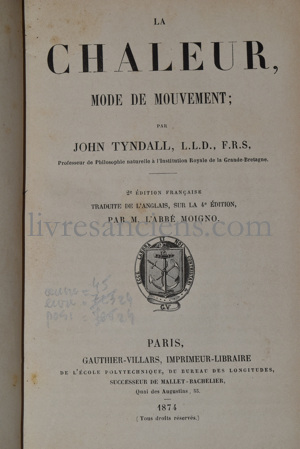 LA
CHALEUR,
MODE DE MOUVEMENT;
PAR
JOHN TYNDALL, L.L.D., F.R.S,
Professeur de Philosophie naturelle à l'Institution Royale de la Grande-Bretagne.
2e ÉDITION FRANÇAISE
TRADUITE DE L'ANGLAIS, SUR LA 4e ÉDITION,
PAR M. L'ABBÉ MOIGNO.
livresanciens.eu
GV
PARIS,
GAUTHIER-VILLARS, IMPRIMEUR-LIBRAIRE
DE L'ÉCOLE POLYTECHNIQUE, DU BUREAU DES LONGITUDES,
SUCCESSEUR DE MALLET-BACHELIER,
Quai des Augustins, 55.
1874
(Tous droits réservés.)